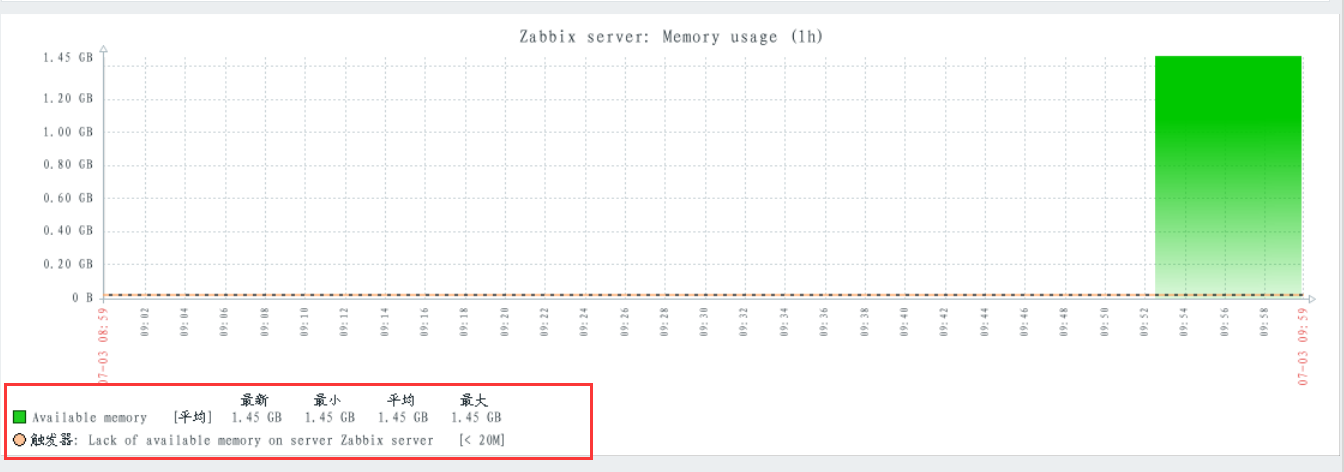 Zabbix server: Memory usage (1h)
1.45 GB
1.20 GB
1.00 GB
0.80 GB
0.60 GB
0.40 GB
0.20 GB
0 B
07-03 08:59
09:02
09:04
09:06
09:08
09:10
09:12
09:14
09:16
09:18
09:20
09:22
09:24
09:26
09:28
09:30
09:32
09:34
09:36
09:38
09:40
09:42
09:44
09:46
09:48
09:50
09:52
09:54
09:56
09:58
07-03 09:59
最新 最小 平均 最大
Available memory [平均] 1.45 GB 1.45 GB 1.45 GB 1.45 GB
触发器: Lack of available memory on server Zabbix server [< 20M]